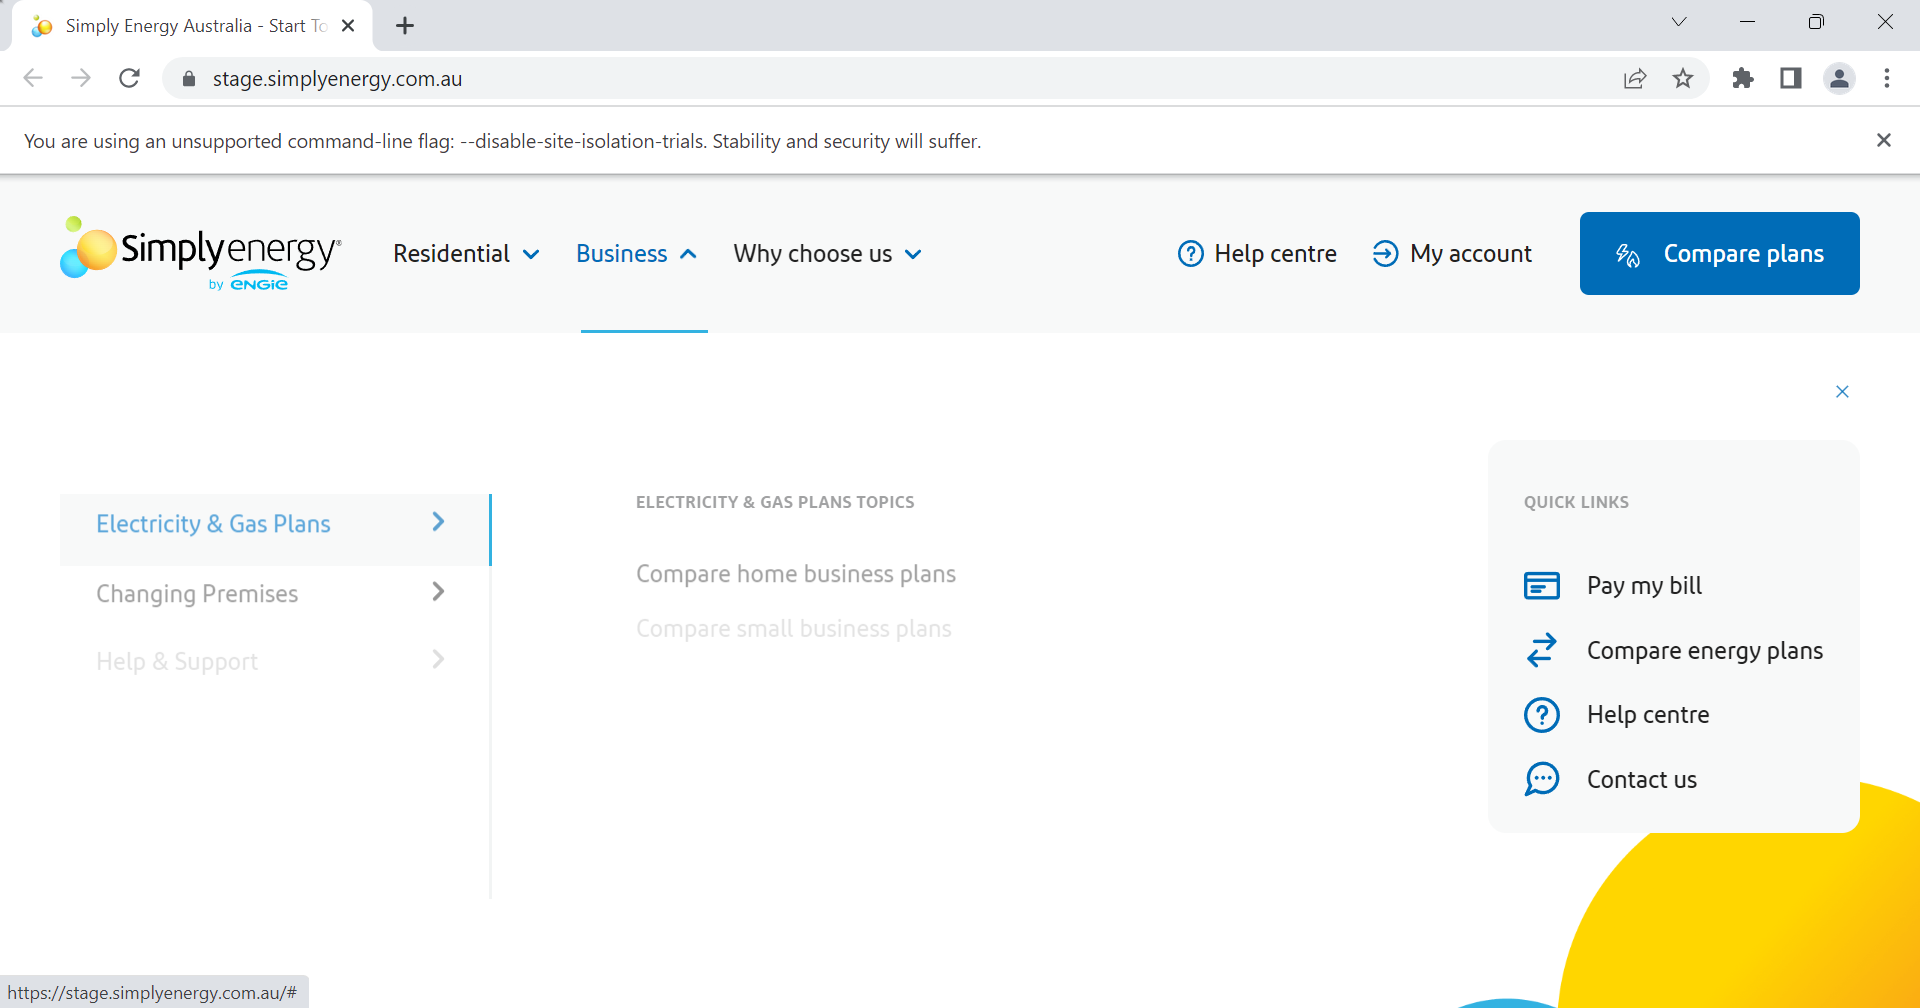 Simply Energy Australia - Start To
stage.simplyenergy.com.au
You are using an unsupported command-line flag: --disable-site-isolation-trials. Stability and security will suffer.
Simplyenergy®
by ENGIE
Residential
Business
Why choose us
Help centre
My account
Compare plans
Electricity & Gas Plans
Changing Premises
Help & Support
ELECTRICITY & GAS PLANS TOPICS
Compare home business plans
Compare small business plans
QUICK LINKS
Pay my bill
Compare energy plans
Help centre
Contact us
https://stage.simplyenergy.com.au/#